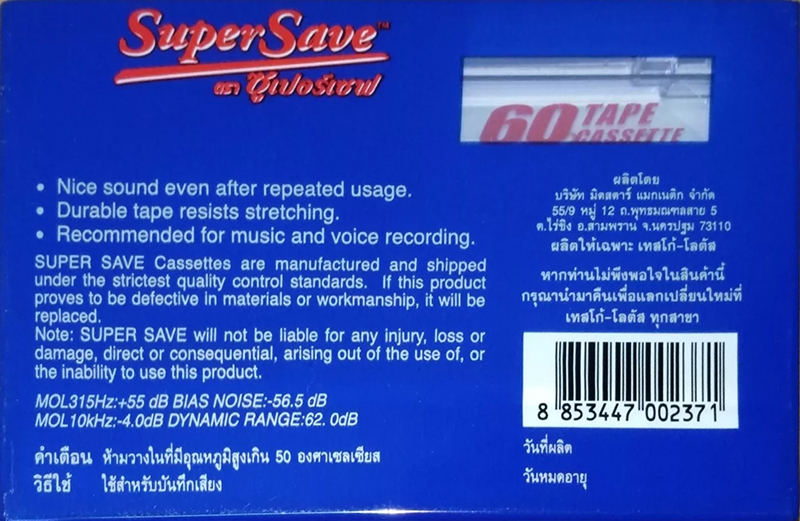 Super Save™
ตรา ซูเปอร์เซฟ
60 TAPE
CASSETTE
• Nice sound even after repeated usage.
• Durable tape resists stretching.
• Recommended for music and voice recording.
SUPER SAVE Cassettes are manufactured and shipped
under the strictest quality control standards. If this product
proves to be defective in materials or workmanship, it will be
replaced.
Note: SUPER SAVE will not be liable for any injury, loss or
damage, direct or consequential, arising out of the use of, or
the inability to use this product.
MOL315Hz:+55 dB BIAS NOISE:-56.5 dB
MOL10kHz:-4.0dB DYNAMIC RANGE:62. 0dB
คำเตือน ห้ามวางในที่มีอุณหภูมิสูงเกิน 50 องศาเซลเซียส
วิธีใช้ ใช้สำหรับบันทึกเสียง
ผลิตโดย
บริษัท มิตสตาร์ แมกเนติก จำกัด
55/9 หมู่ 12 ถ.พุทธมณฑลสาย 5
ต.ไร่ขิง อ.สามพราน จ.นครปฐม 73110
ผลิตให้เฉพาะ เทสโก้-โลตัส
หากท่านไม่พึงพอใจในสินค้านี้
กรุณานำมาคืนเพื่อแลกเปลี่ยนใหม่ที่
เทสโก้-โลตัส ทุกสาขา
8 853447 002371
วันที่ผลิต
วันหมดอายุ